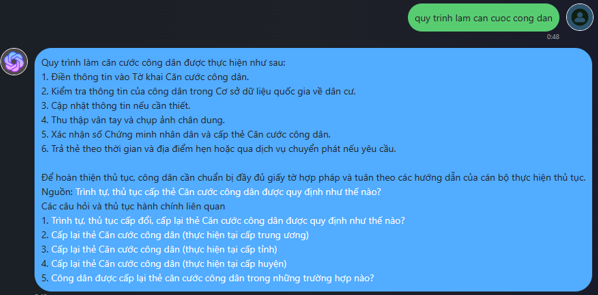 quy trinh lam can cuoc cong dan
0:48
Quy trình làm căn cước công dân được thực hiện như sau:
1. Điền thông tin vào Tờ khai Căn cước công dân.
2. Kiểm tra thông tin của công dân trong Cơ sở dữ liệu quốc gia về dân cư.
3. Cập nhật thông tin nếu cần thiết.
4. Thu thập vân tay và chụp ảnh chân dung.
5. Xác nhận số Chứng minh nhân dân và cấp thẻ Căn cước công dân.
6. Trả thẻ theo thời gian và địa điểm hẹn hoặc qua dịch vụ chuyển phát nếu yêu cầu.
Để hoàn thiện thủ tục, công dân cần chuẩn bị đầy đủ giấy tờ hợp pháp và tuân theo các hướng dẫn của cán bộ thực hiện thủ tục.
Nguồn: Trình tự, thủ tục cấp thẻ Căn cước công dân được quy định như thế nào?
Các câu hỏi và thủ tục hành chính liên quan
1. Trình tự, thủ tục cấp đổi, cấp lại thẻ Căn cước công dân được quy định như thế nào?
2. Cấp lại thẻ Căn cước công dân (thực hiện tại cấp trung ương)
3. Cấp lại thẻ Căn cước công dân (thực hiện tại cấp tỉnh)
4. Cấp lại thẻ Căn cước công dân (thực hiện tại cấp huyện)
5. Công dân được cấp lại thẻ căn cước công dân trong những trường hợp nào?